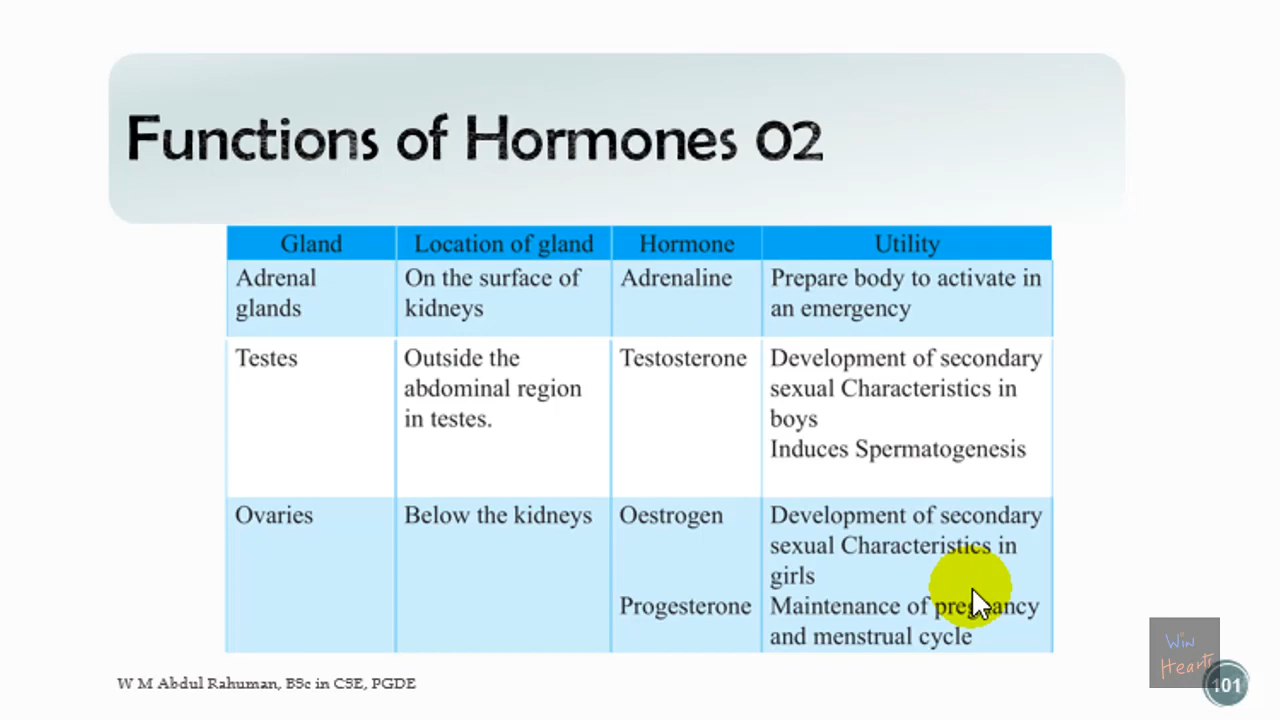 Functions of Hormones 02
Gland Location of gland Hormone Utility
Adrenal glands On the surface of kidneys Adrenaline Prepare body to activate in an emergency
Testes Outside the abdominal region in testes. Testosterone Development of secondary sexual Characteristics in boys
Induces Spermatogenesis
Ovaries Below the kidneys Oestrogen Development of secondary sexual Characteristics in girls
Progesterone Maintenance of pregnancy and menstrual cycle
W M Abdul Rahuman, BSc in CSE, PGDE
Win
Hearts
101